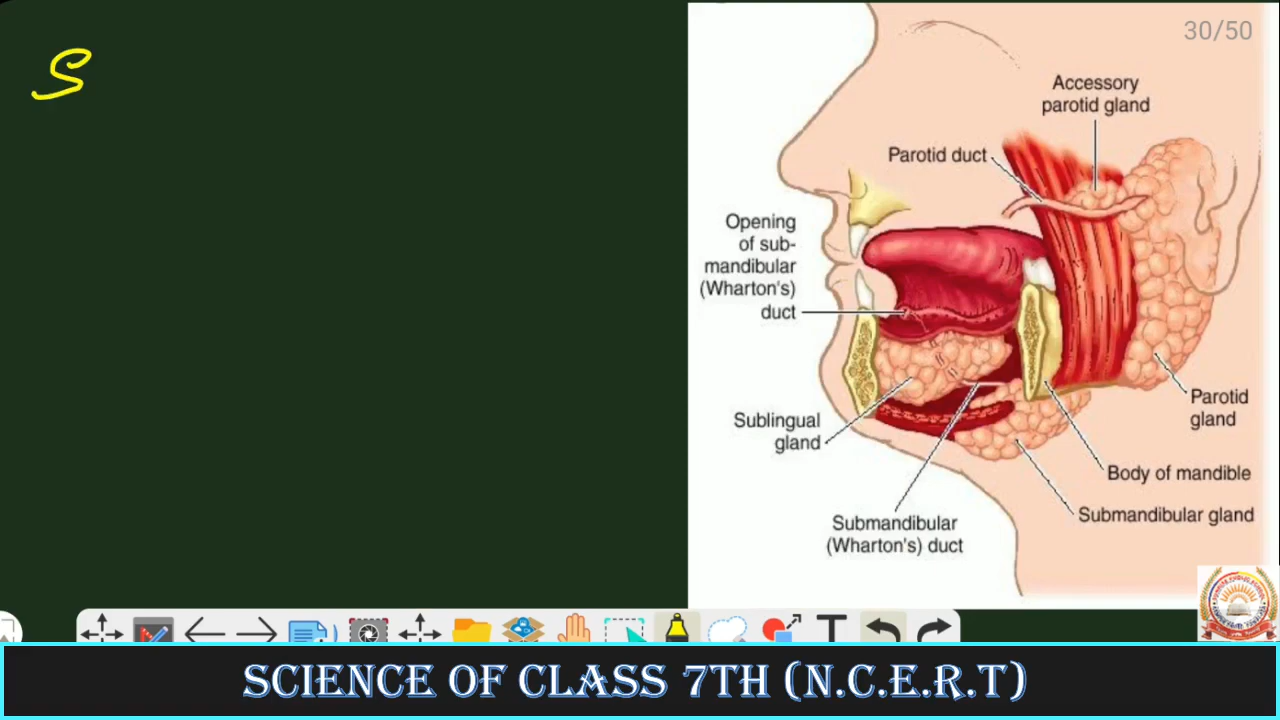 S
30/50
Accessory
parotid gland
Parotid duct
Opening
of sub-
mandibular
(Wharton's)
duct
Sublingual
gland
Submandibular
(Wharton's) duct
Parotid
gland
Body of mandible
Submandibular gland
T
SCIENCE OF CLASS 7TH (N.C.E.R.T)